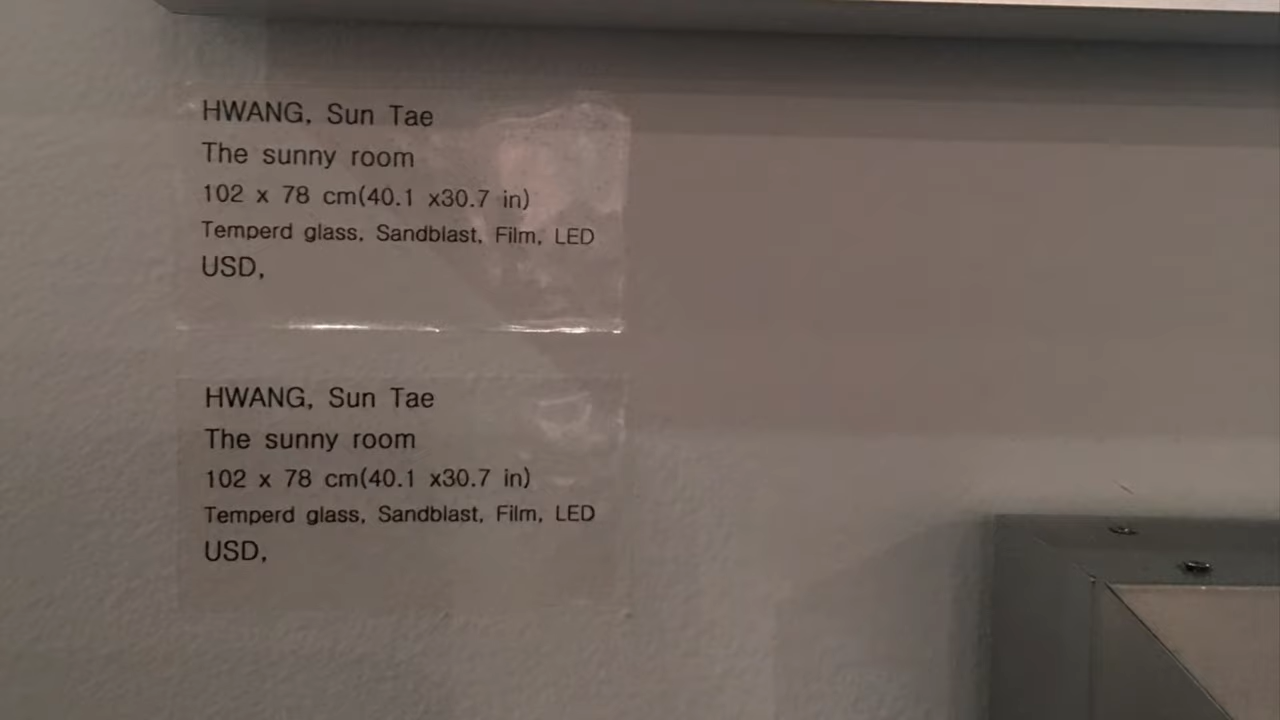 HWANG, Sun Tae
The sunny room
102 x 78 cm(40.1 x30.7 in)
Temperd glass, Sandblast, Film, LED
USD,
HWANG, Sun Tae
The sunny room
102 x 78 cm(40.1 x30.7 in)
Temperd glass, Sandblast, Film, LED
USD,